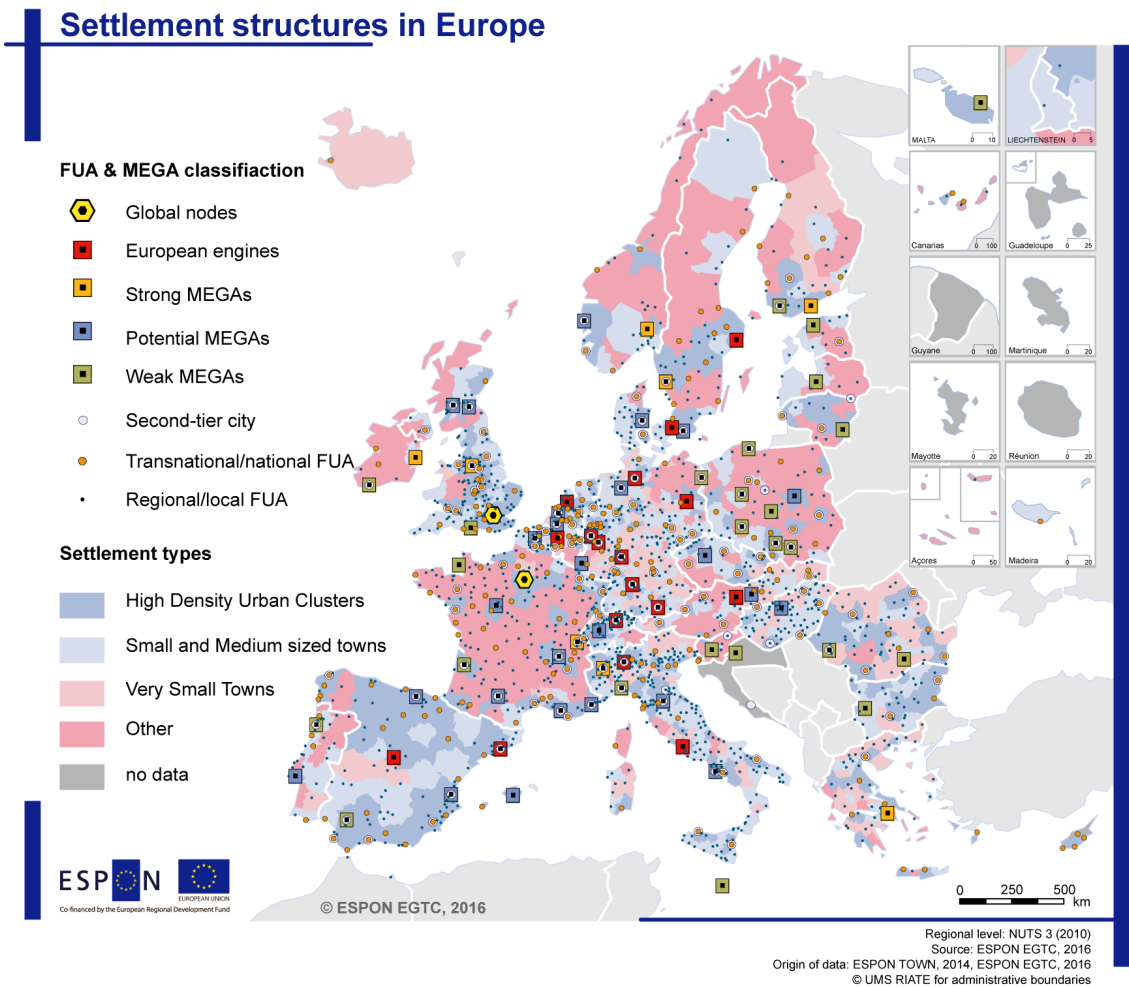 Settlement structures in Europe
FUA & MEGA classifiaction
Global nodes
European engines
Strong MEGAs
Potential MEGAs
Weak MEGAs
Second-tier city
Transnational/national FUA
Regional/local FUA
Settlement types
High Density Urban Clusters
Small and Medium sized towns
Very Small Towns
Other
no data
MALTA
0 10
LIECHTENSTEIN 0 5
Canarias
0 100
Guadeloupe
0 25
Guyane
0 100
Martinique
0 20
Mayotte
0 20
Réunion
0 20
Açores
0 50
Madeira
0 20
ESPON
EUROPEAN UNION
Co-financed by the European Regional Development Fund
© ESPON EGTC, 2016
0 250 500
km
Regional level: NUTS 3 (2010)
Source: ESPON EGTC, 2016
Origin of data: ESPON TOWN, 2014, ESPON EGTC, 2016
© UMS RIATE for administrative boundaries